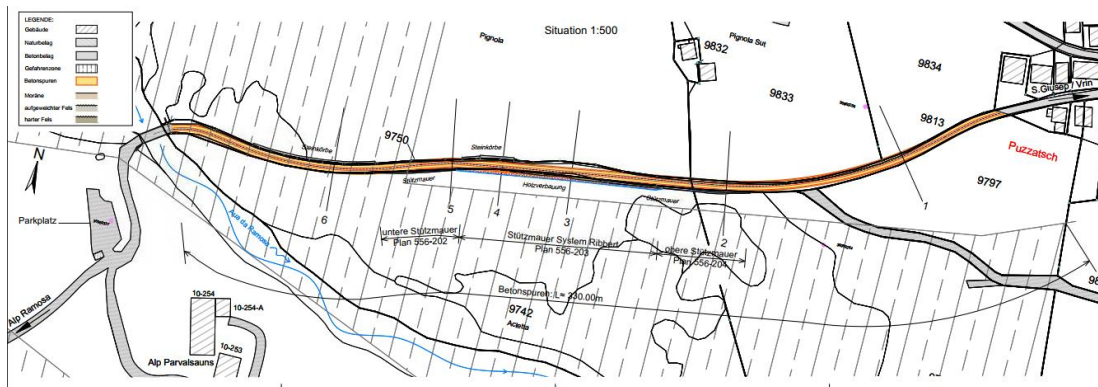 LEGENDE:
Gebäude
Naturbelag
Betonbelag
Gefahrenzone
Betonspuren
Moräne
aufgeweichter Fels
harter Fels
Situation 1:500
Pignola
Pignola Sut
9832
9833
9834
9813
S.Giusep / Vrin
Puzzatsch
9797
9750
Steinkörbe
Steinkörbe
Stützmauer
Holzverbauung
Stützmauer
N
6
5
4
3
2
1
Parkplatz
Aua da Ramosa
untere Stützmauer
Plan 556-202
Stützmauer System Ribbert
Plan 556-203
obere Stützmauer
Plan 556-204
Betonspuren: L= 330.00m
9742
Acletta
Alp Ramosa
10-254
10-254-A
10-253
Alp Parvalsauns